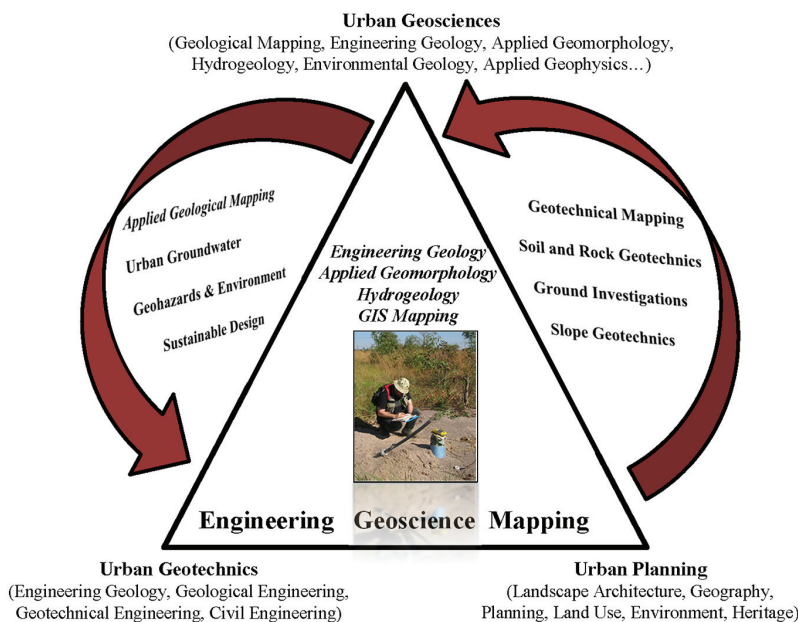 Urban Geosciences
(Geological Mapping, Engineering Geology, Applied Geomorphology,
Hydrogeology, Environmental Geology, Applied Geophysics…)
Applied Geological Mapping
Urban Groundwater
Geohazards & Environment
Sustainable Design
Engineering Geology
Applied Geomorphology
Hydrogeology
GIS Mapping
Geotechnical Mapping
Soil and Rock Geotechnics
Ground Investigations
Slope Geotechnics
Engineering Geoscience Mapping
Urban Geotechnics
(Engineering Geology, Geological Engineering,
Geotechnical Engineering, Civil Engineering)
Urban Planning
(Landscape Architecture, Geography,
Planning, Land Use, Environment, Heritage)